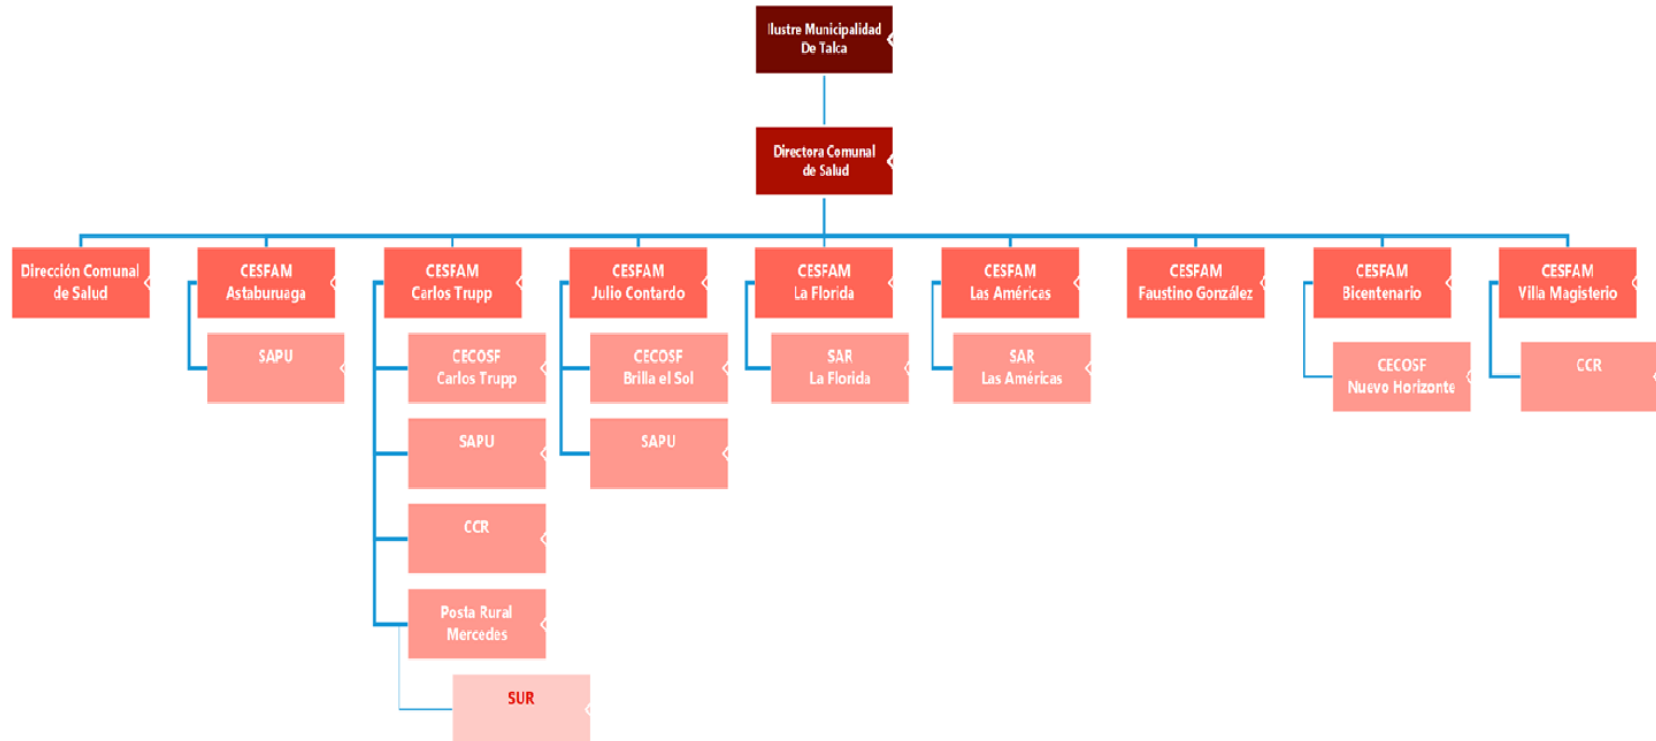 Ilustre Municipalidad
De Talca
Directora Comunal
de Salud
Dirección Comunal
de Salud
CESFAM
Astaburuaga
CESFAM
Carlos Trupp
CESFAM
Julio Contardo
CESFAM
La Florida
CESFAM
Las Américas
CESFAM
Faustino González
CESFAM
Bicentenario
CESFAM
Villa Magisterio
SAPU
CECOSF
Carlos Trupp
CECOSF
Brilla el Sol
SAR
La Florida
SAR
Las Américas
CECOSF
Nuevo Horizonte
CCR
SAPU
SAPU
CCR
Posta Rural
Mercedes
SUR